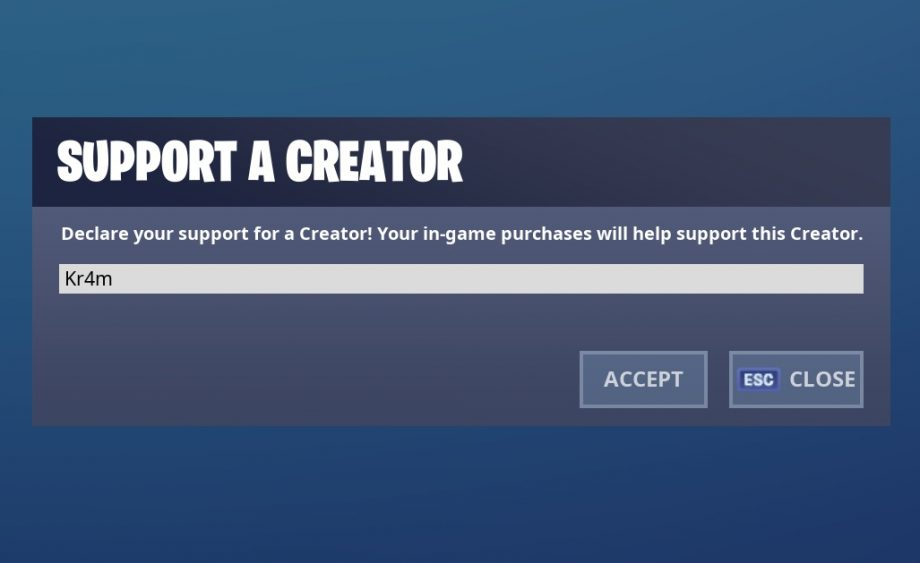 SUPPORT A CREATOR
Declare your support for a Creator! Your in-game purchases will help support this Creator.
Kr4m
ACCEPT
ESC CLOSE